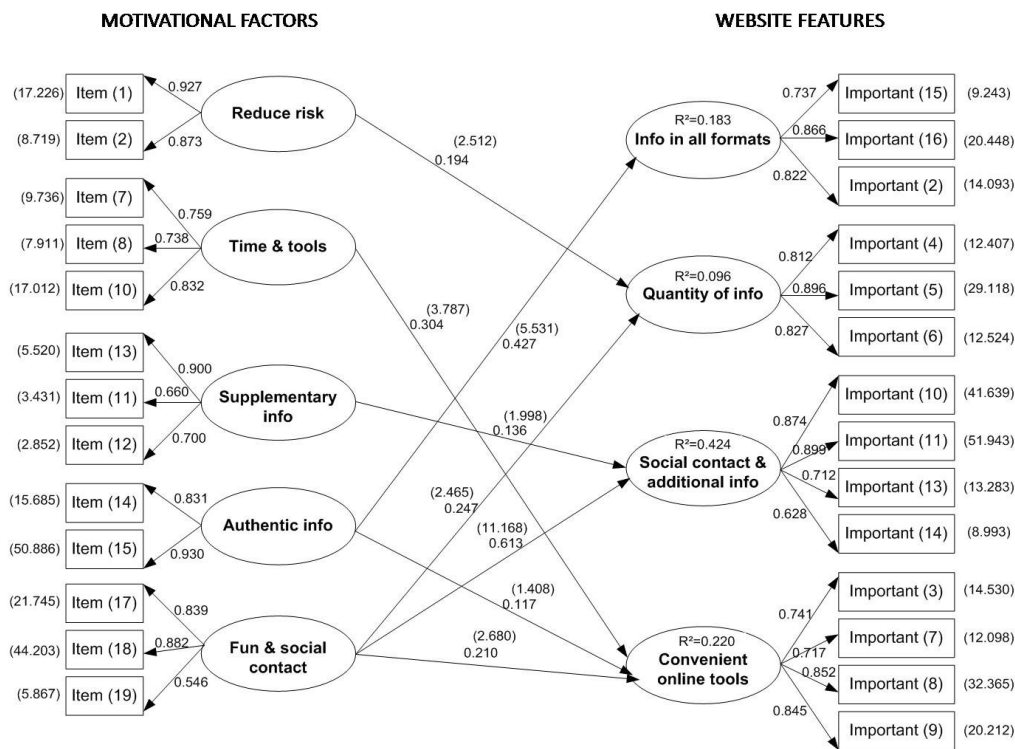 MOTIVATIONAL FACTORS
WEBSITE FEATURES
(17.226) Item (1) 0.927
(8.719) Item (2) 0.873
Reduce risk
(9.736) Item (7) 0.759
(7.911) Item (8) 0.738
(17.012) Item (10) 0.832
Time & tools
(5.520) Item (13) 0.900
(3.431) Item (11) 0.660
(2.852) Item (12) 0.700
Supplementary
info
(15.685) Item (14) 0.831
(50.886) Item (15) 0.930
Authentic info
(21.745) Item (17) 0.839
(44.203) Item (18) 0.882
(5.867) Item (19) 0.546
Fun & social
contact
(2.512)
0.194
(3.787)
0.304
(5.531)
0.427
(1.998)
0.136
(2.465)
0.247
(11.168)
0.613
(1.408)
0.117
(2.680)
0.210
R²=0.183
Info in all formats
0.737 Important (15) (9.243)
0.866 Important (16) (20.448)
0.822 Important (2) (14.093)
R²=0.096
Quantity of info
0.812 Important (4) (12.407)
0.896 Important (5) (29.118)
0.827 Important (6) (12.524)
R²=0.424
Social contact &
additional info
0.874 Important (10) (41.639)
0.899 Important (11) (51.943)
0.712 Important (13) (13.283)
0.628 Important (14) (8.993)
R²=0.220
Convenient
online tools
0.741 Important (3) (14.530)
0.717 Important (7) (12.098)
0.852 Important (8) (32.365)
0.845 Important (9) (20.212)